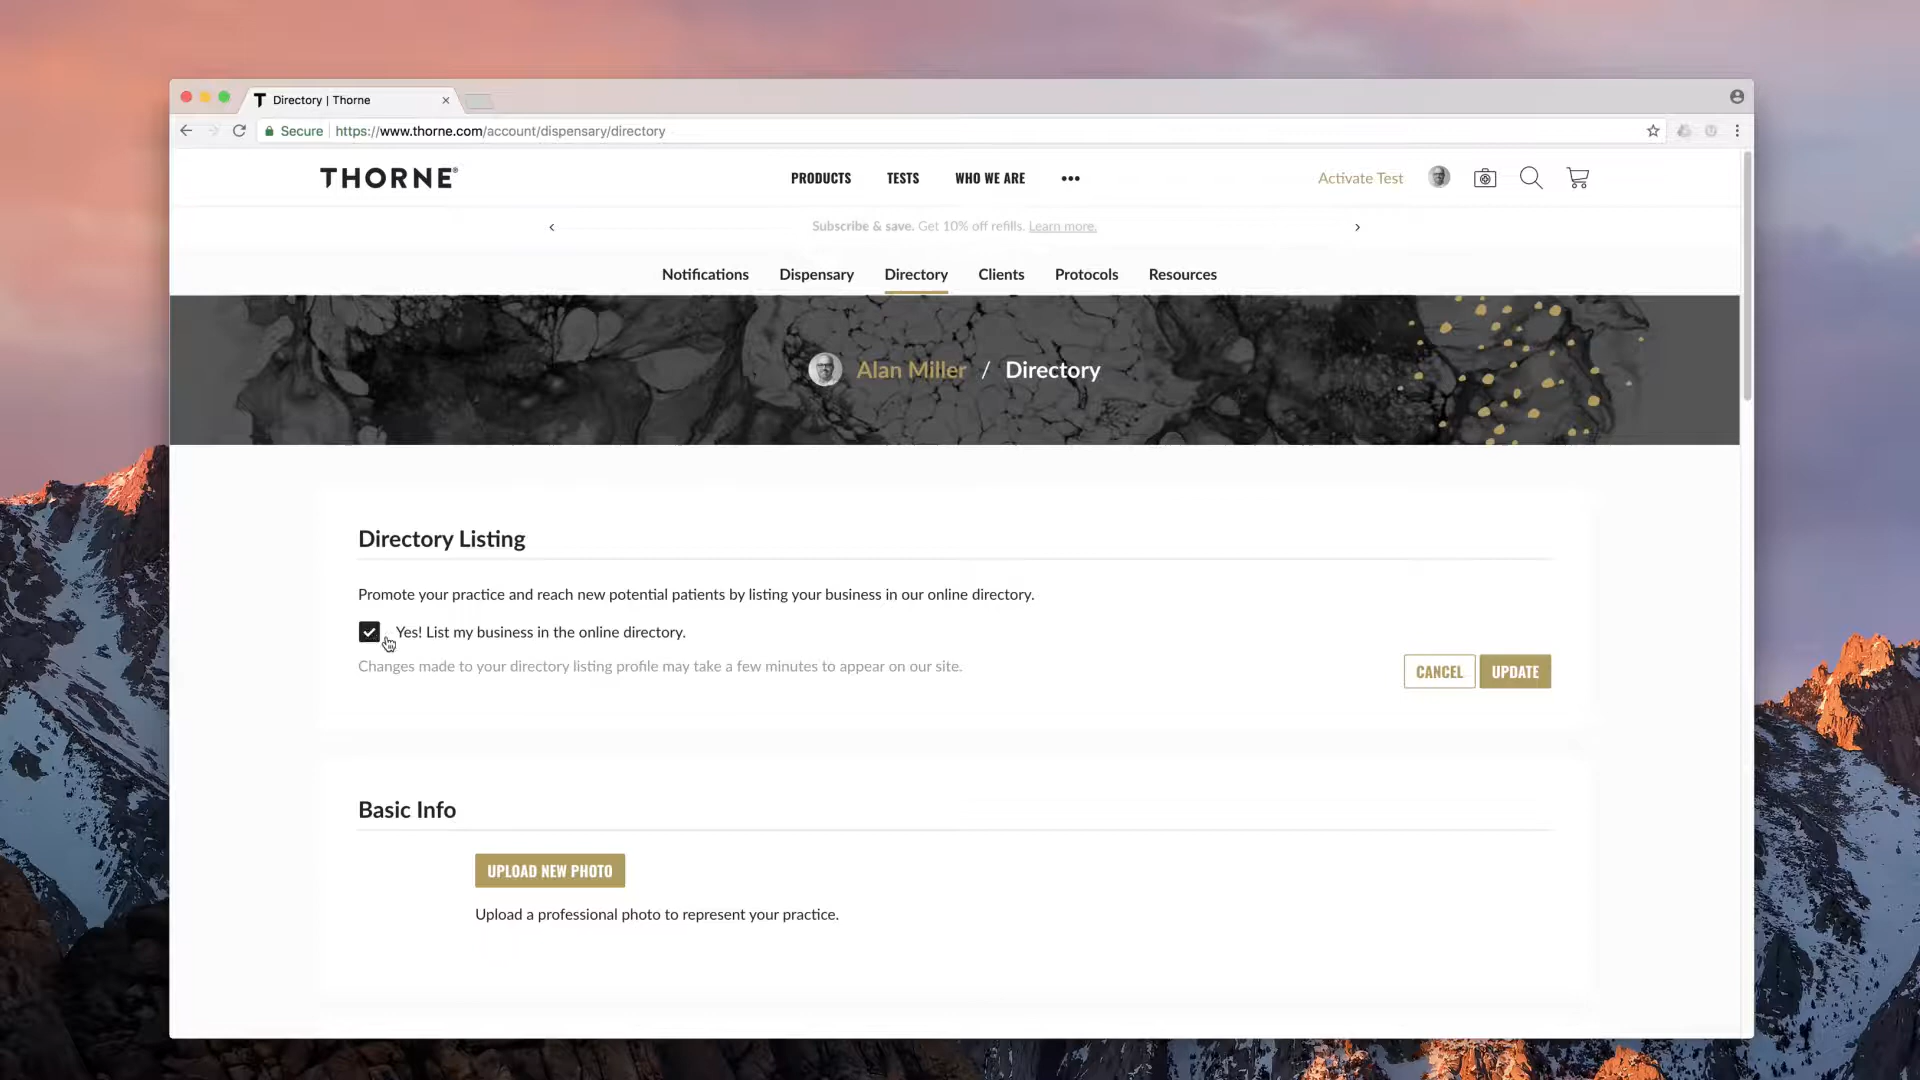 Directory | Thorne
Secure https://www.thorne.com/account/dispensary/directory
THORNE®
PRODUCTS TESTS WHO WE ARE •••
Activate Test
Subscribe & save. Get 10% off refills. Learn more.
Notifications Dispensary Directory Clients Protocols Resources
Alan Miller / Directory
Directory Listing
Promote your practice and reach new potential patients by listing your business in our online directory.
Yes! List my business in the online directory.
Changes made to your directory listing profile may take a few minutes to appear on our site.
CANCEL UPDATE
Basic Info
UPLOAD NEW PHOTO
Upload a professional photo to represent your practice.